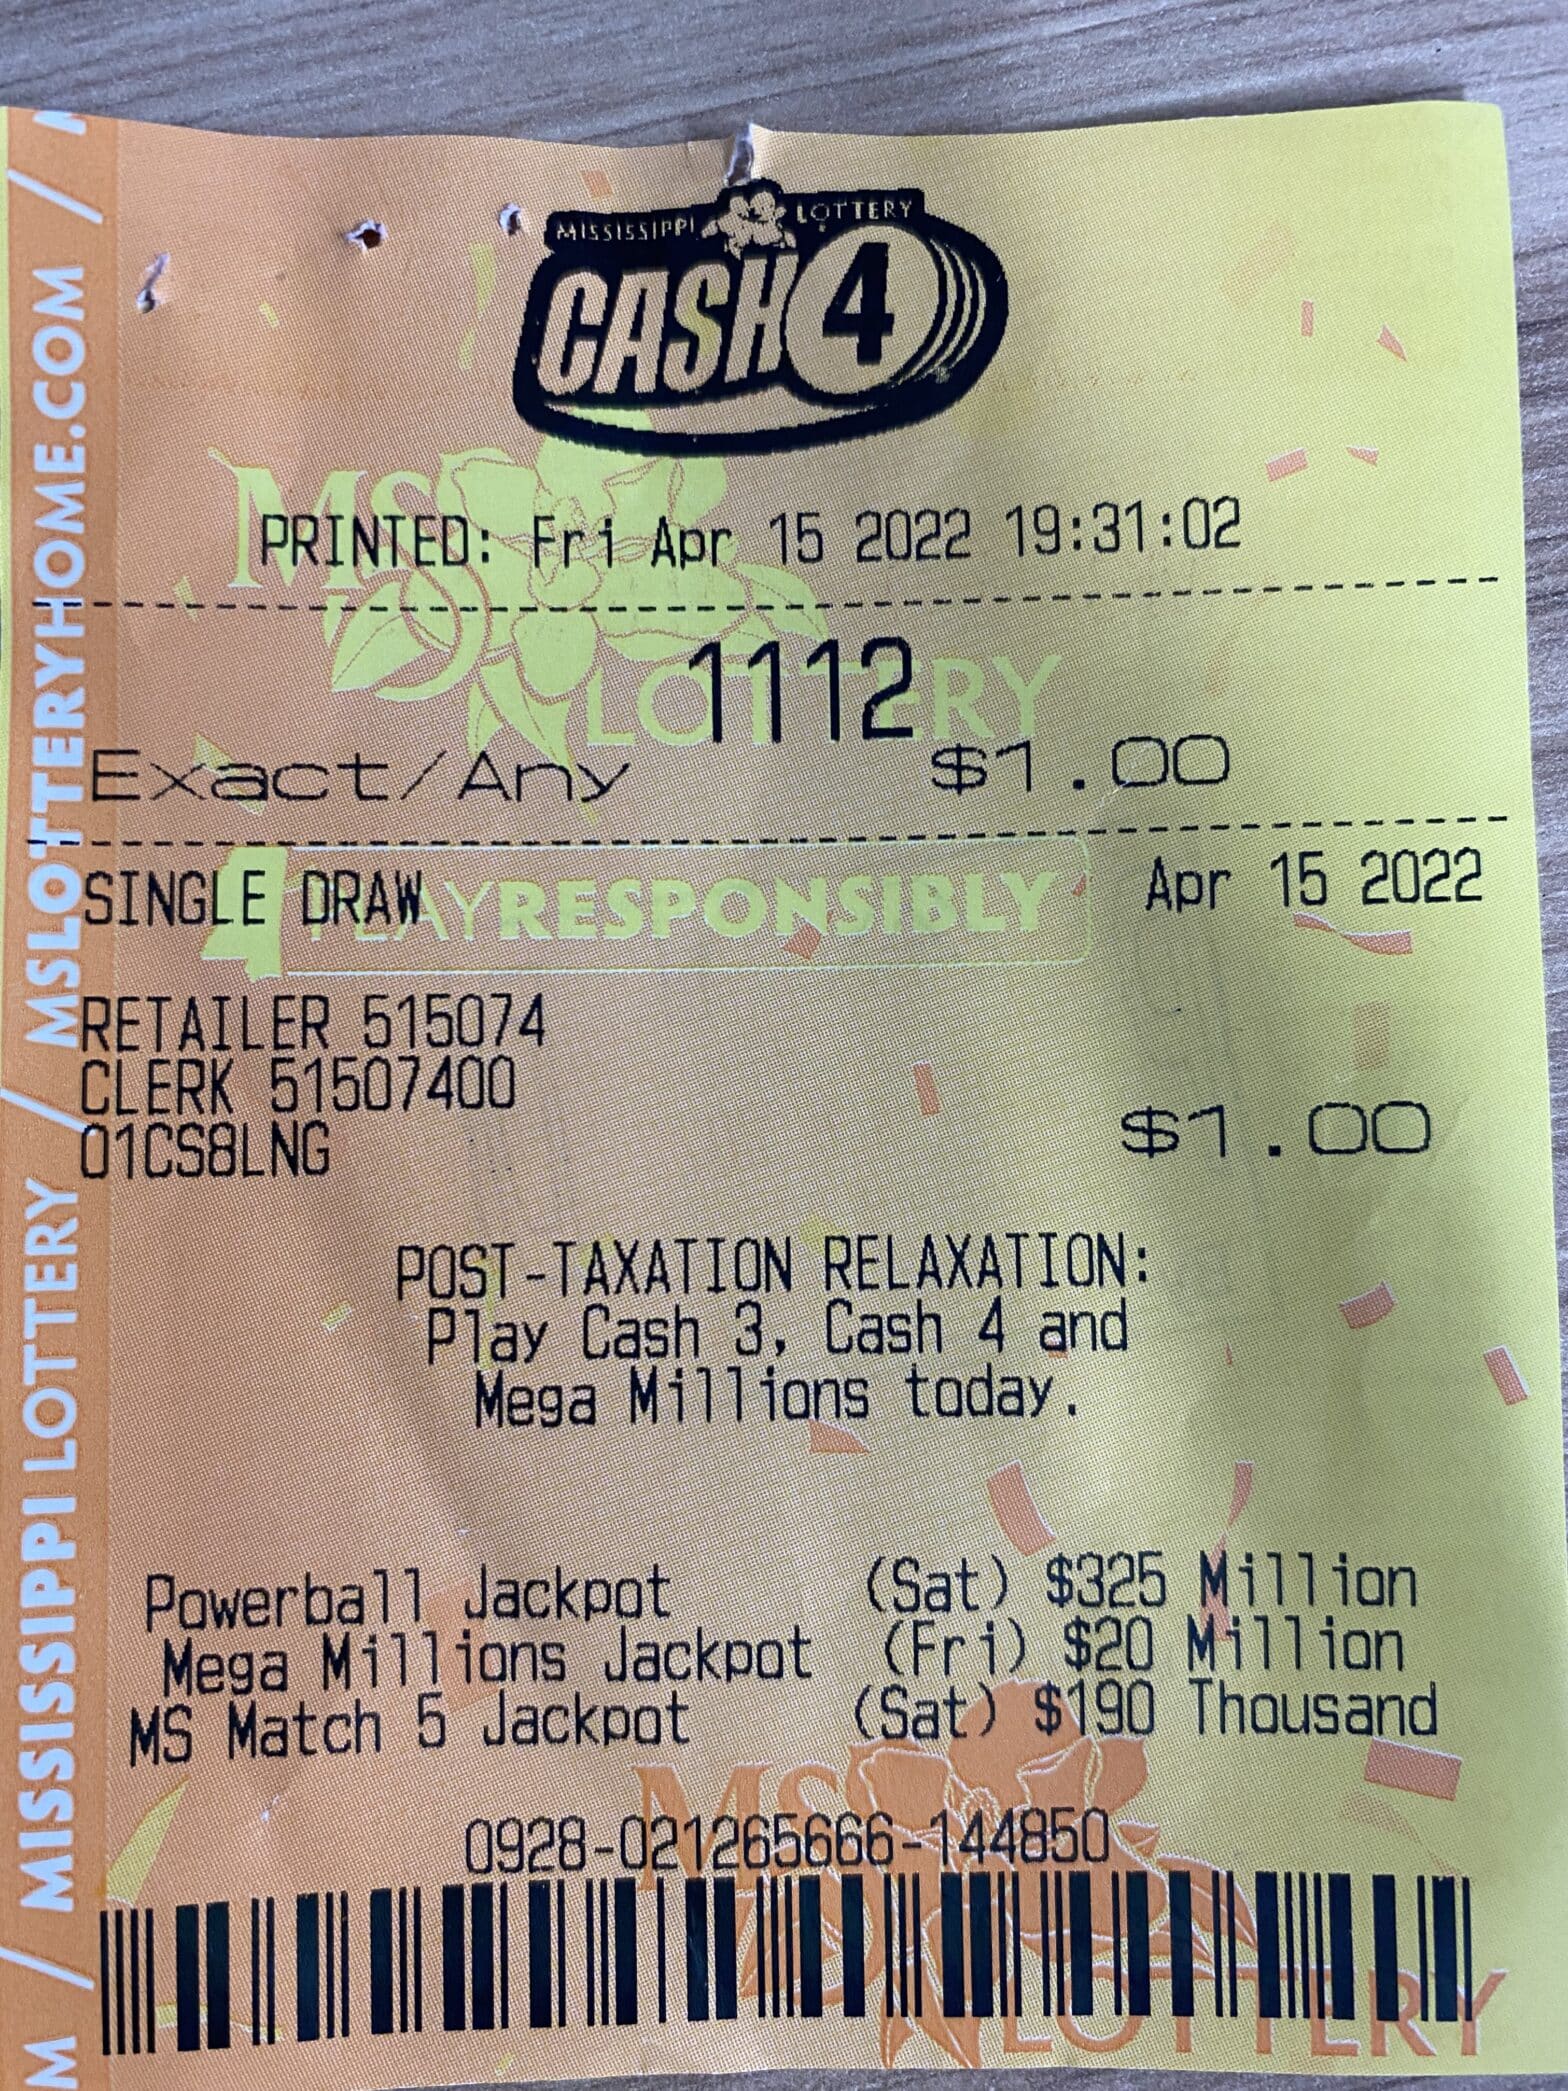 MISSISSIPPI LOTTERY
CASH 4
PRINTED: Fri Apr 15 2022 19:31:02
MS
LOTTERY
1112
Exact/Any $1.00
SINGLE DRAW Apr 15 2022
PLAYRESPONSIBLY
RETAILER 515074
CLERK 51507400
01CS8LNG $1.00
POST-TAXATION RELAXATION:
Play Cash 3, Cash 4 and
Mega Millions today.
Powerball Jackpot (Sat) $325 Million
Mega Millions Jackpot (Fri) $20 Million
MS Match 5 Jackpot (Sat) $190 Thousand
MS
LOTTERY
0928-021265666-144850
M / MISSISSIPPI LOTTERY / MSLOTTERYHOME.COM / M